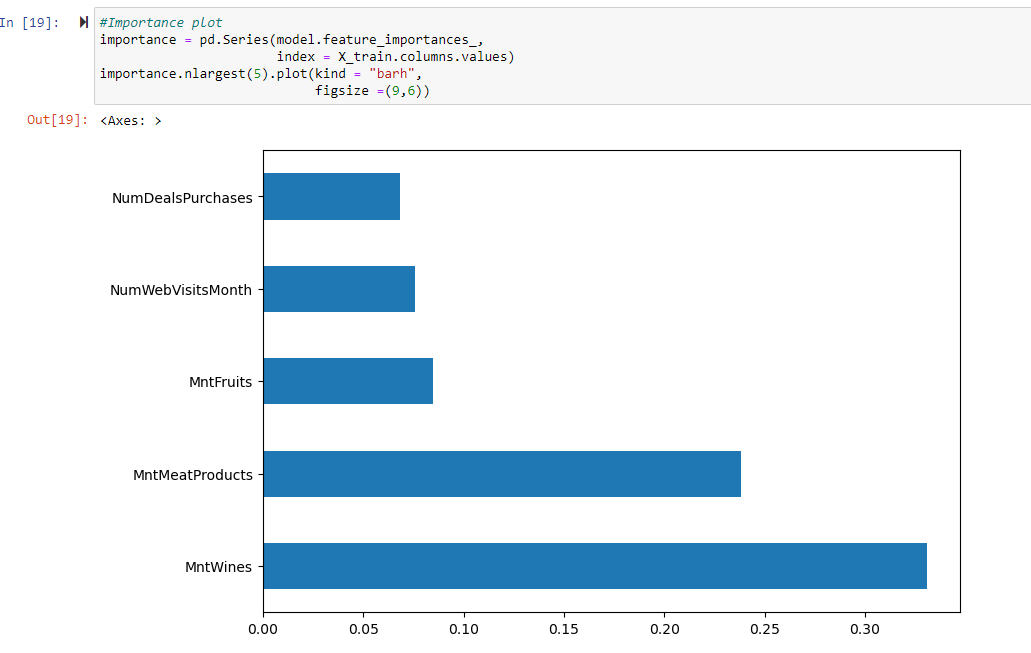 In [19]:
#Importance plot
importance = pd.Series(model.feature_importances_,
index = X_train.columns.values)
importance.nlargest(5).plot(kind = "barh",
figsize =(9,6))
Out[19]: <Axes: >
NumDealsPurchases
NumWebVisitsMonth
MntFruits
MntMeatProducts
MntWines
0.00 0.05 0.10 0.15 0.20 0.25 0.30